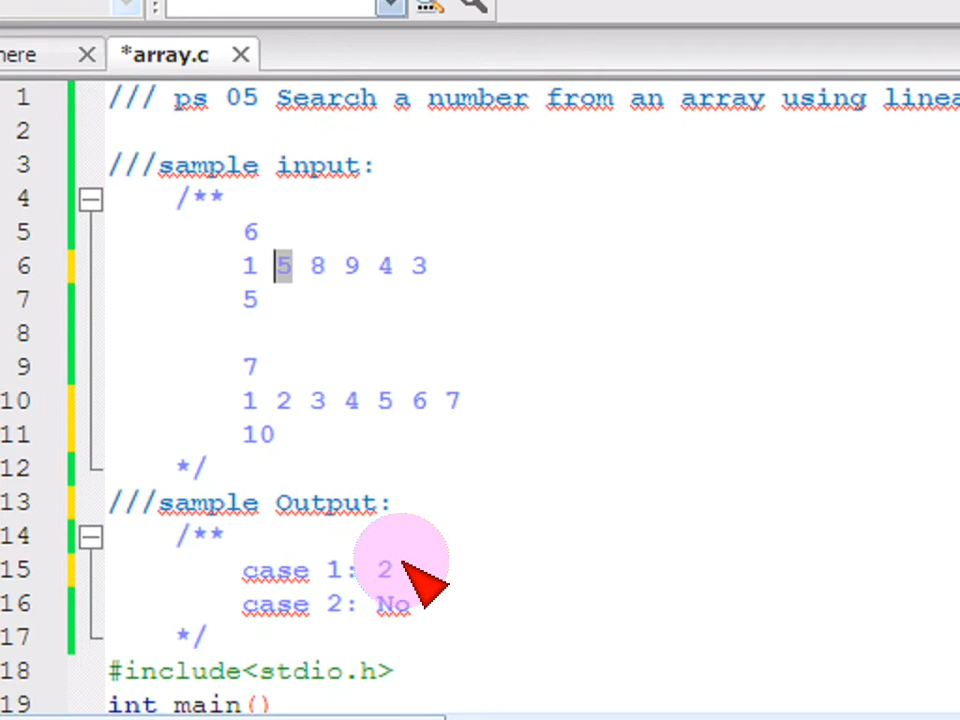 here *array.c
1 /// ps 05 Search a number from an array using
2
3 ///sample input:
4 /**
5 6
6 1 5 8 9 4 3
7 5
8
9 7
10 1 2 3 4 5 6 7
11 10
12 */
13 ///sample Output:
14 /**
15 case 1: 2
16 case 2: No
17 */
18 #include<stdio.h>
19 int main()